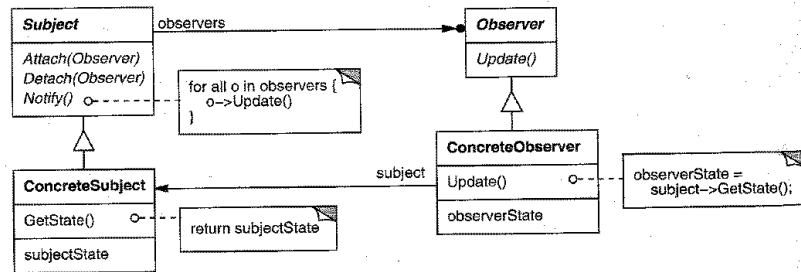 Subject
observers
Observer
Attach(Observer)
Detach(Observer)
Notify()
Update()
for all o in observers {
o->Update()
}
ConcreteSubject
GetState()
subjectState
return subjectState
subject
ConcreteObserver
Update()
observerState
observerState =
subject->GetState();